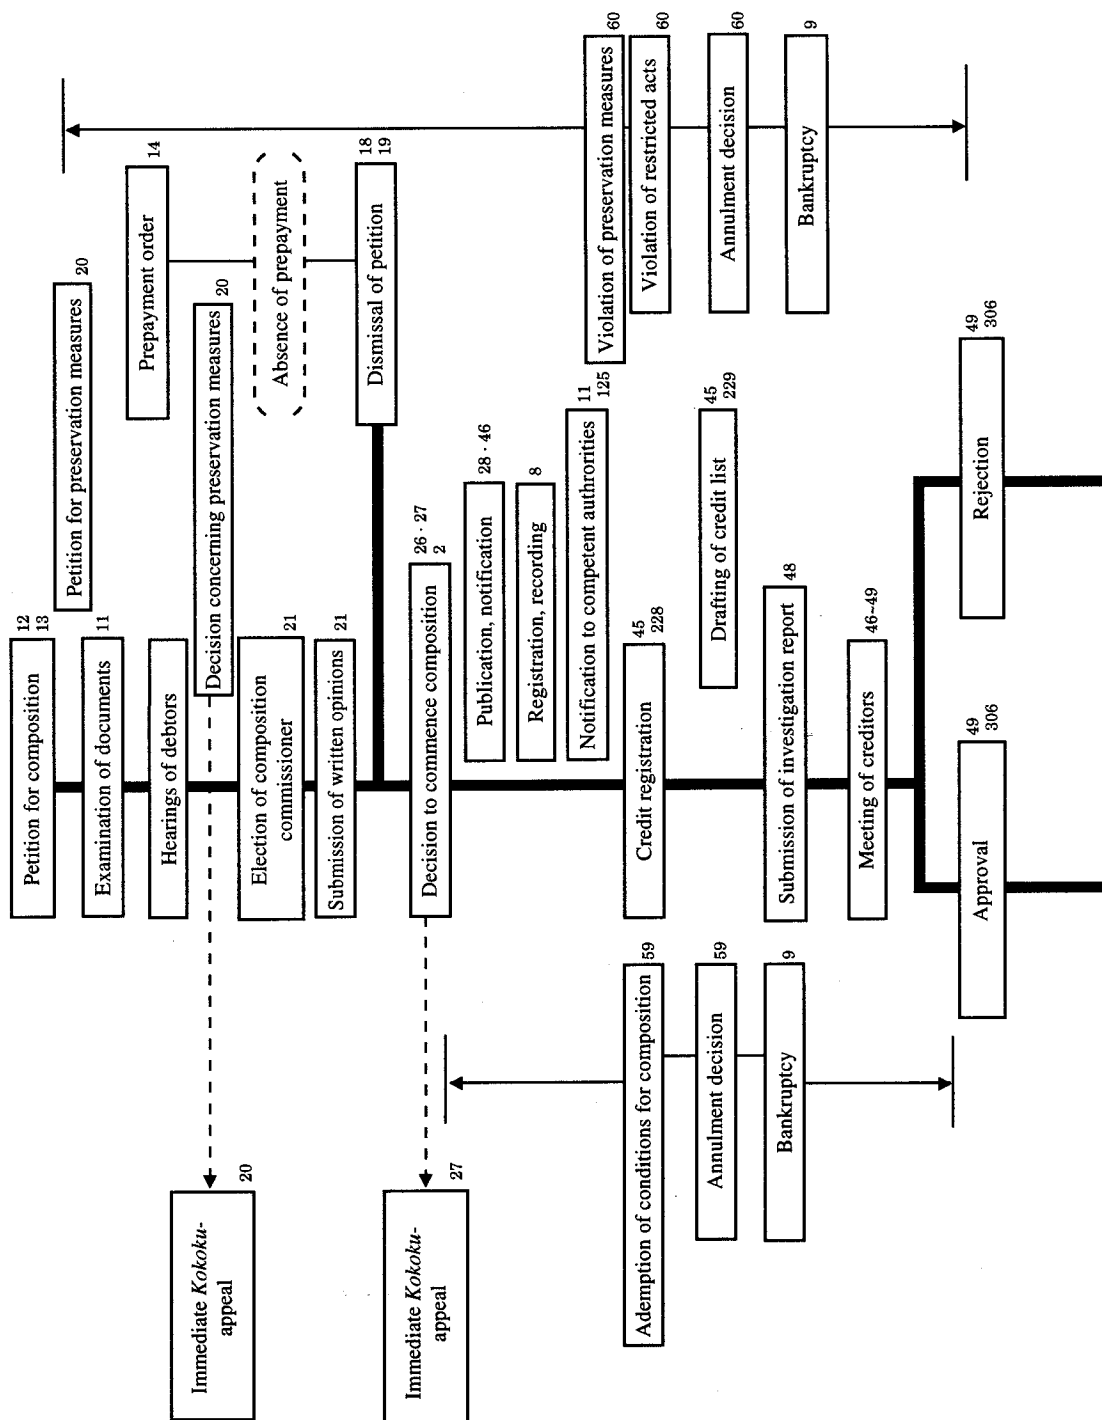 Petition for composition
12
13
Petition for preservation measures
20
Examination of documents
11
Prepayment order
14
Hearings of debtors
Decision concerning preservation measures
20
Immediate Kokoku-
appeal
20
Absence of prepayment
Election of composition
commissioner
21
Submission of written opinions
21
Dismissal of petition
18
19
Decision to commence composition
26 · 27
2
Immediate Kokoku-
appeal
27
Publication, notification
28 · 46
Registration, recording
8
Notification to competent authrorities
11
125
Violation of preservation measures
60
Violation of restricted acts
60
Annulment decision
60
Bankruptcy
9
Credit registration
45
228
Ademption of conditions for composition
59
Annulment decision
59
Bankruptcy
9
Drafting of credit list
45
229
Submission of investigation report
48
Meeting of creditors
46~49
Approval
49
306
Rejection
49
306